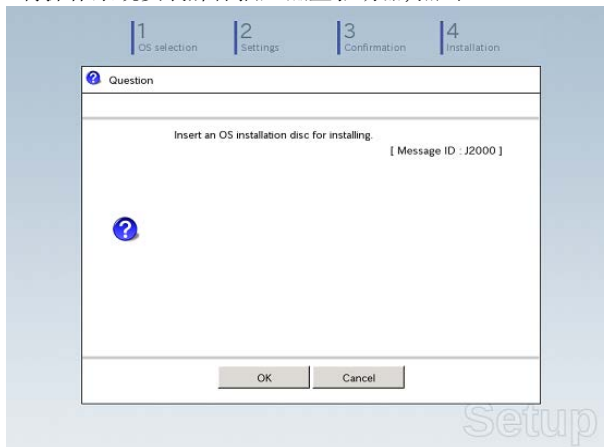 1
OS selection
2
Settings
3
Confirmation
4
Installation
Question
Insert an OS installation disc for installing.
[ Message ID : J2000 ]
OK
Cancel
Setup